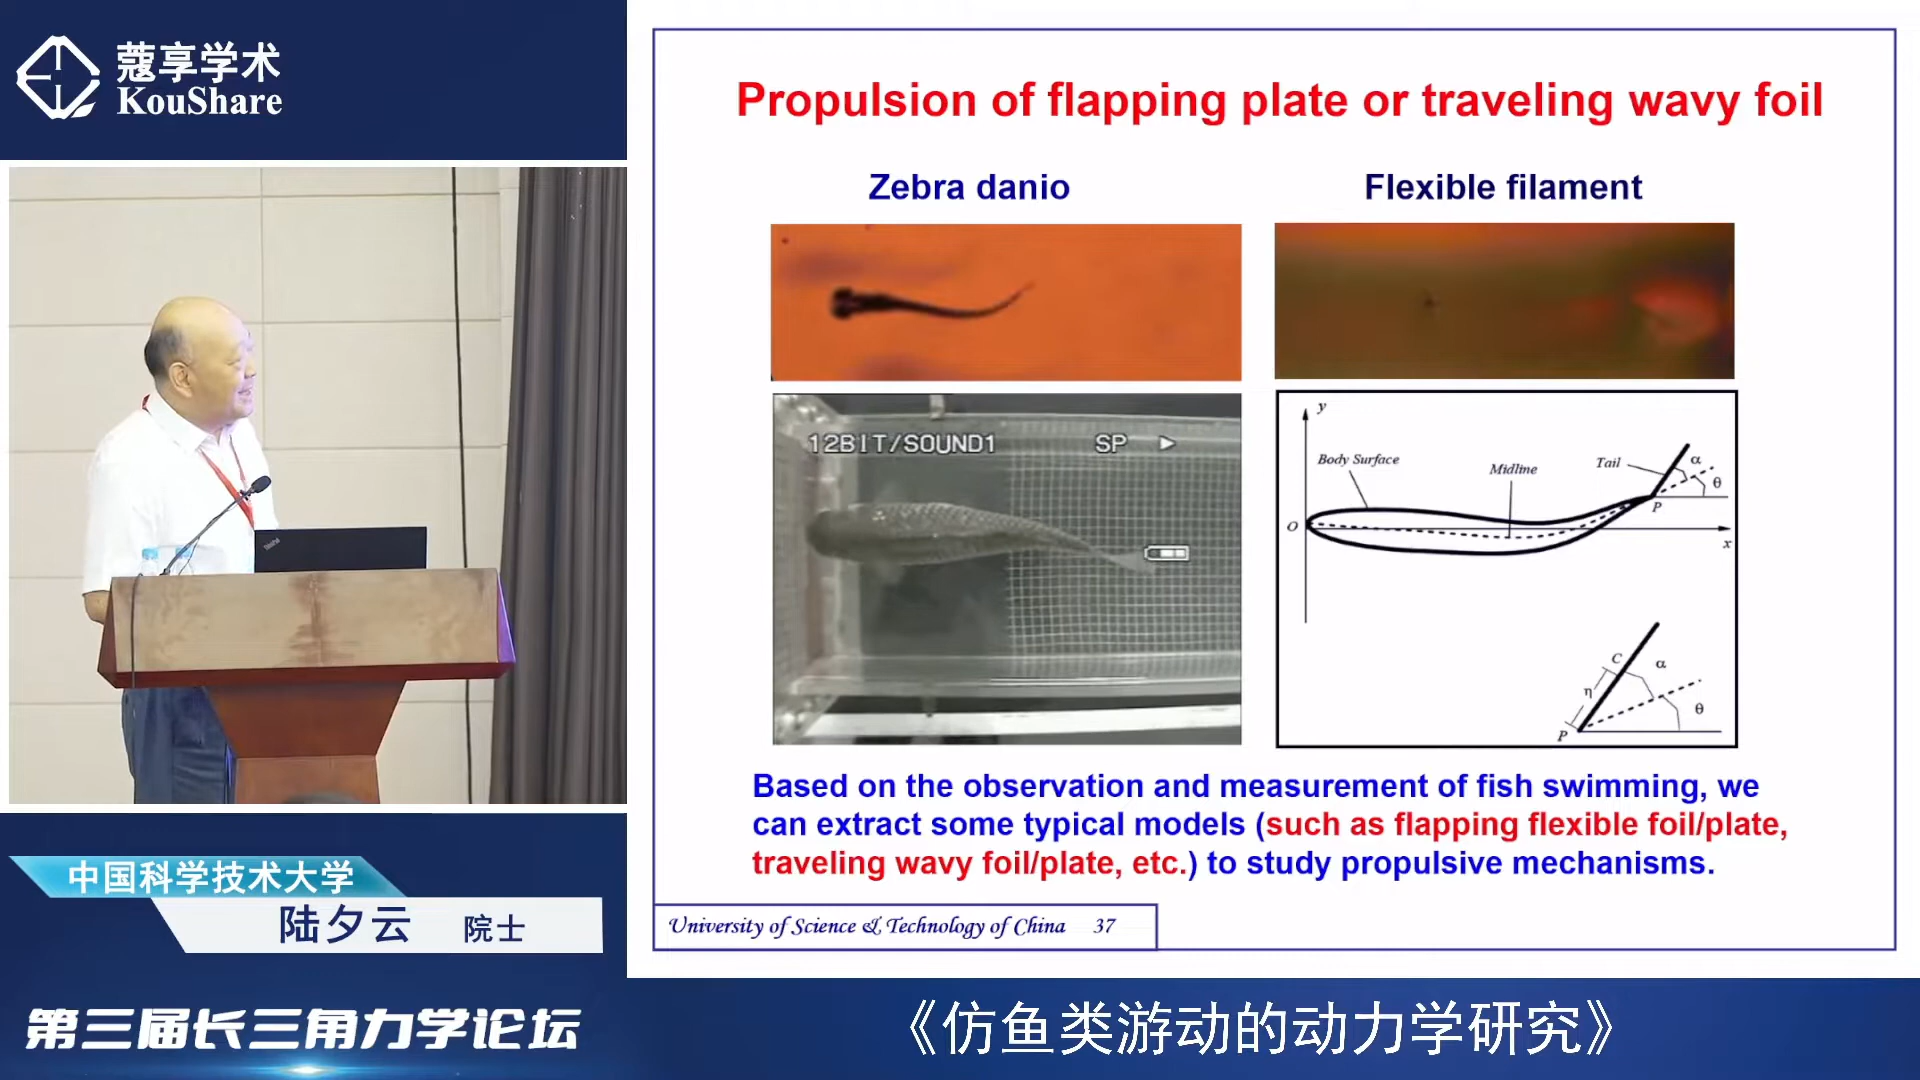 蔻享学术
KouShare
Propulsion of flapping plate or traveling wavy foil
Zebra danio
Flexible filament
12BIT/SOUND1 SP
y
Body Surface
Midline
Tail
α
θ
P
O
x
C
α
η
θ
P
Based on the observation and measurement of fish swimming, we
can extract some typical models (such as flapping flexible foil/plate,
traveling wavy foil/plate, etc.) to study propulsive mechanisms.
University of Science & Technology of China 37
中国科学技术大学
陆夕云 院士
第三届长三角力学论坛
《仿鱼类游动的动力学研究》